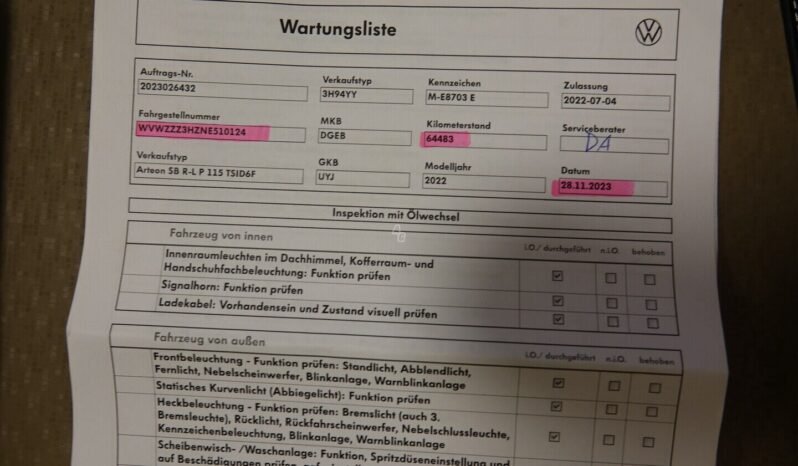 Wartungsliste
Auftrags-Nr. Verkaufstyp Kennzeichen Zulassung
2023026432 3H94YY M-E8703 E 2022-07-04
Fahrgestellnummer MKB Kilometerstand Serviceberater
WVWZZZ3HZNE510124 DGEB 64483 DA
Verkaufstyp GKB Modelljahr Datum
Arteon SB R-L P 115 TSID6F UYJ 2022 28.11.2023
Inspektion mit Ölwechsel
Fahrzeug von innen i.O./ durchgeführt n.i.O. behoben
Innenraumleuchten im Dachhimmel, Kofferraum- und
Handschuhfachbeleuchtung: Funktion prüfen
Signalhorn: Funktion prüfen
Ladekabel: Vorhandensein und Zustand visuell prüfen
Fahrzeug von außen i.O./ durchgeführt n.i.O. behoben
Frontbeleuchtung - Funktion prüfen: Standlicht, Abblendlicht,
Fernlicht, Nebelscheinwerfer, Blinkanlage, Warnblinkanlage
Statisches Kurvenlicht (Abbiegelicht): Funktion prüfen
Heckbeleuchtung - Funktion prüfen: Bremslicht (auch 3.
Bremsleuchte), Rücklicht, Rückfahrscheinwerfer, Nebelschlussleuchte,
Kennzeichenbeleuchtung, Blinkanlage, Warnblinkanlage
Scheibenwisch- /Waschanlage: Funktion, Spritzdüseneinstellung und
auf Beschädigungen prüfen